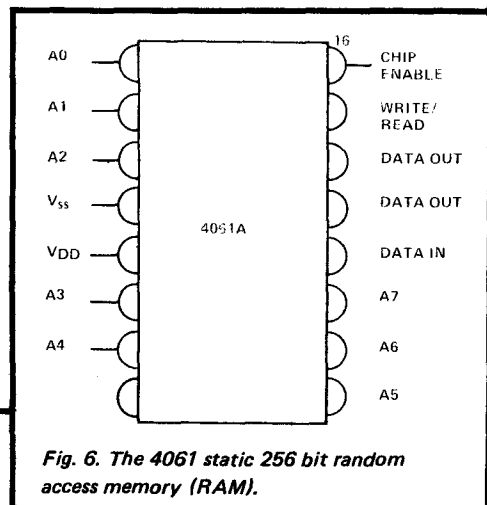 16
A0
CHIP
ENABLE
A1
WRITE/
READ
A2
DATA OUT
Vss
DATA OUT
4061A
VDD
DATA IN
A3
A7
A4
A6
A5
Fig. 6. The 4061 static 256 bit random
access memory (RAM).